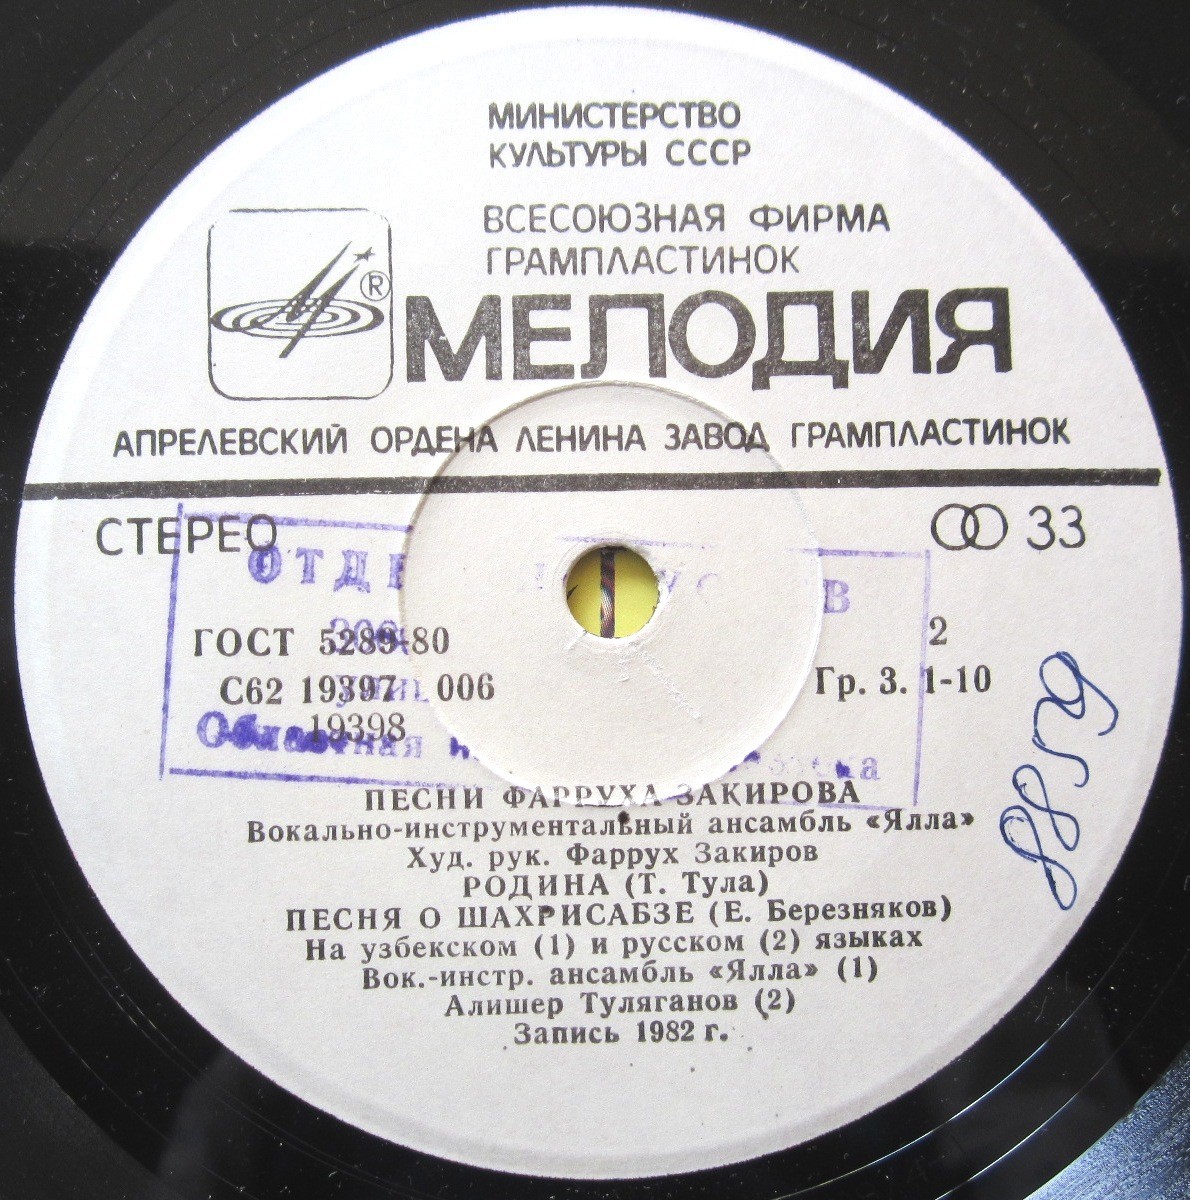 МИНИСТЕРСТВО
КУЛЬТУРЫ СССР
ВСЕСОЮЗНАЯ ФИРМА
ГРАМПЛАСТИНОК
®
МЕЛОДИЯ
АПРЕЛЕВСКИЙ ОРДЕНА ЛЕНИНА ЗАВОД ГРАМПЛАСТИНОК
СТЕРЕО 33
ГОСТ 5289-80 2
С62 19397 006 Гр. 3. 1-10
19398
Областная
ПЕСНИ ФАРРУХА ЗАКИРОВА
Вокально-инструментальный ансамбль «Ялла»
Худ. рук. Фаррух Закиров
РОДИНА (Т. Тула)
ПЕСНЯ О ШАХРИСАБЗЕ (Е. Березняков)
На узбекском (1) и русском (2) языках
Вок.-инстр. ансамбль «Ялла» (1)
Алишер Туляганов (2)
Запись 1982 г.